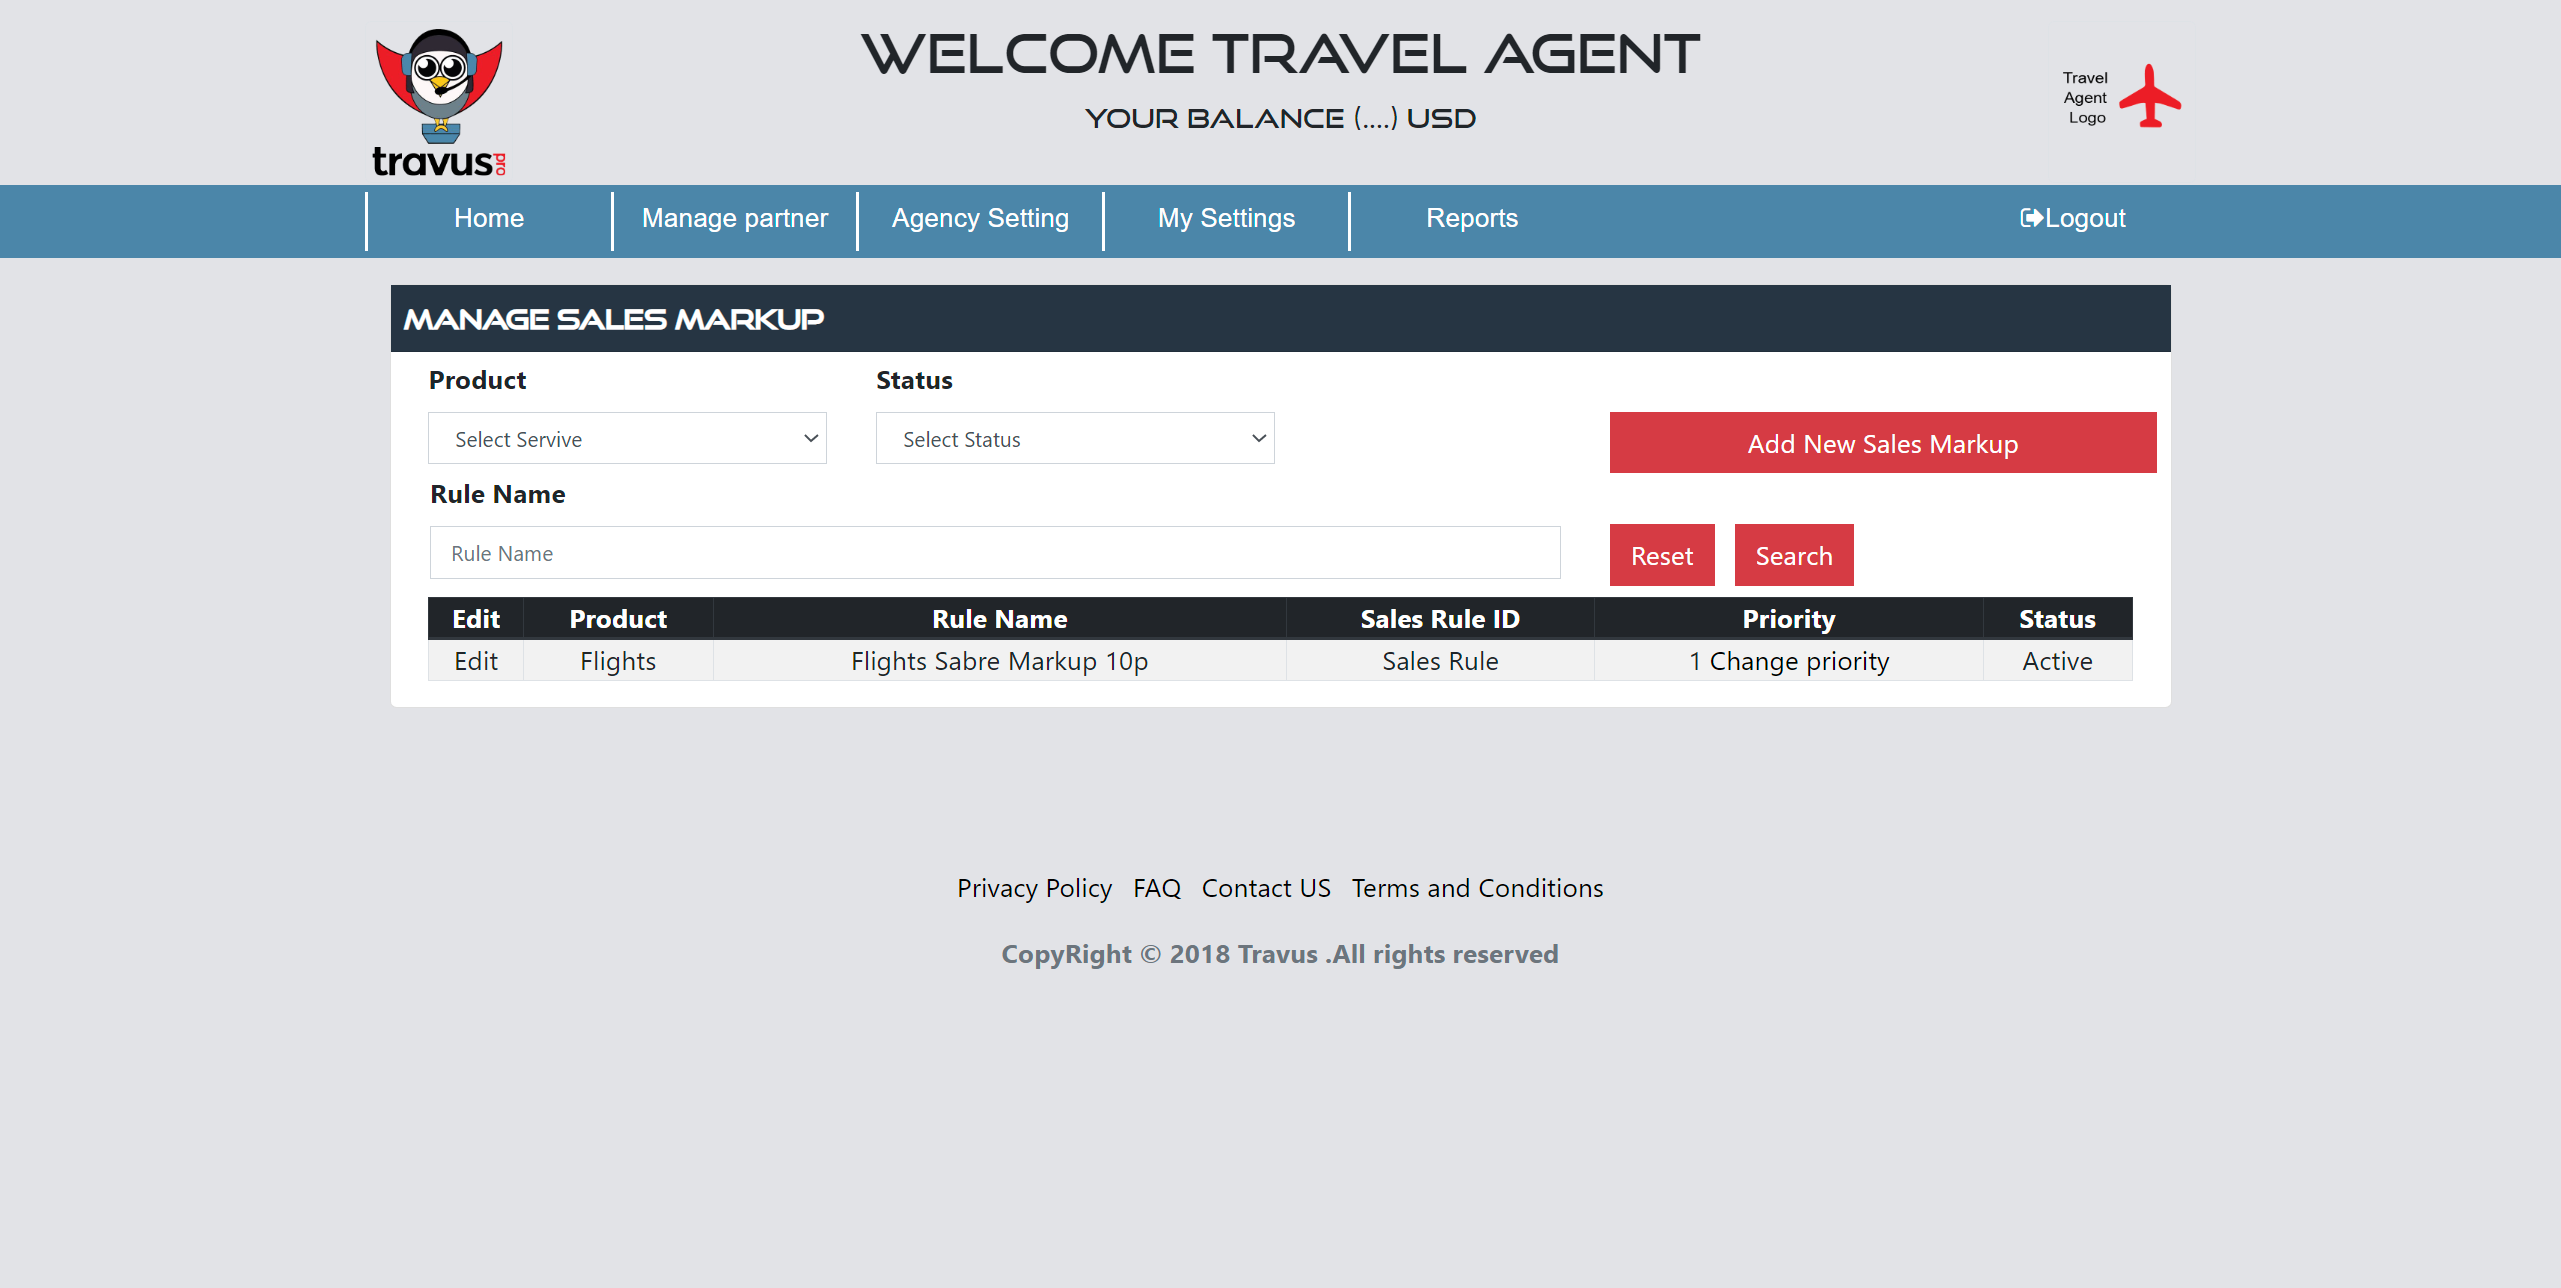 travus pro
WELCOME TRAVEL AGENT
YOUR BALANCE (....) USD
Travel
Agent
Logo
Home Manage partner Agency Setting My Settings Reports Logout
MANAGE SALES MARKUP
Product Status
Select Servive Select Status Add New Sales Markup
Rule Name
Rule Name Reset Search
Edit Product Rule Name Sales Rule ID Priority Status
Edit Flights Flights Sabre Markup 10p Sales Rule 1 Change priority Active
Privacy Policy FAQ Contact US Terms and Conditions
CopyRight © 2018 Travus .All rights reserved